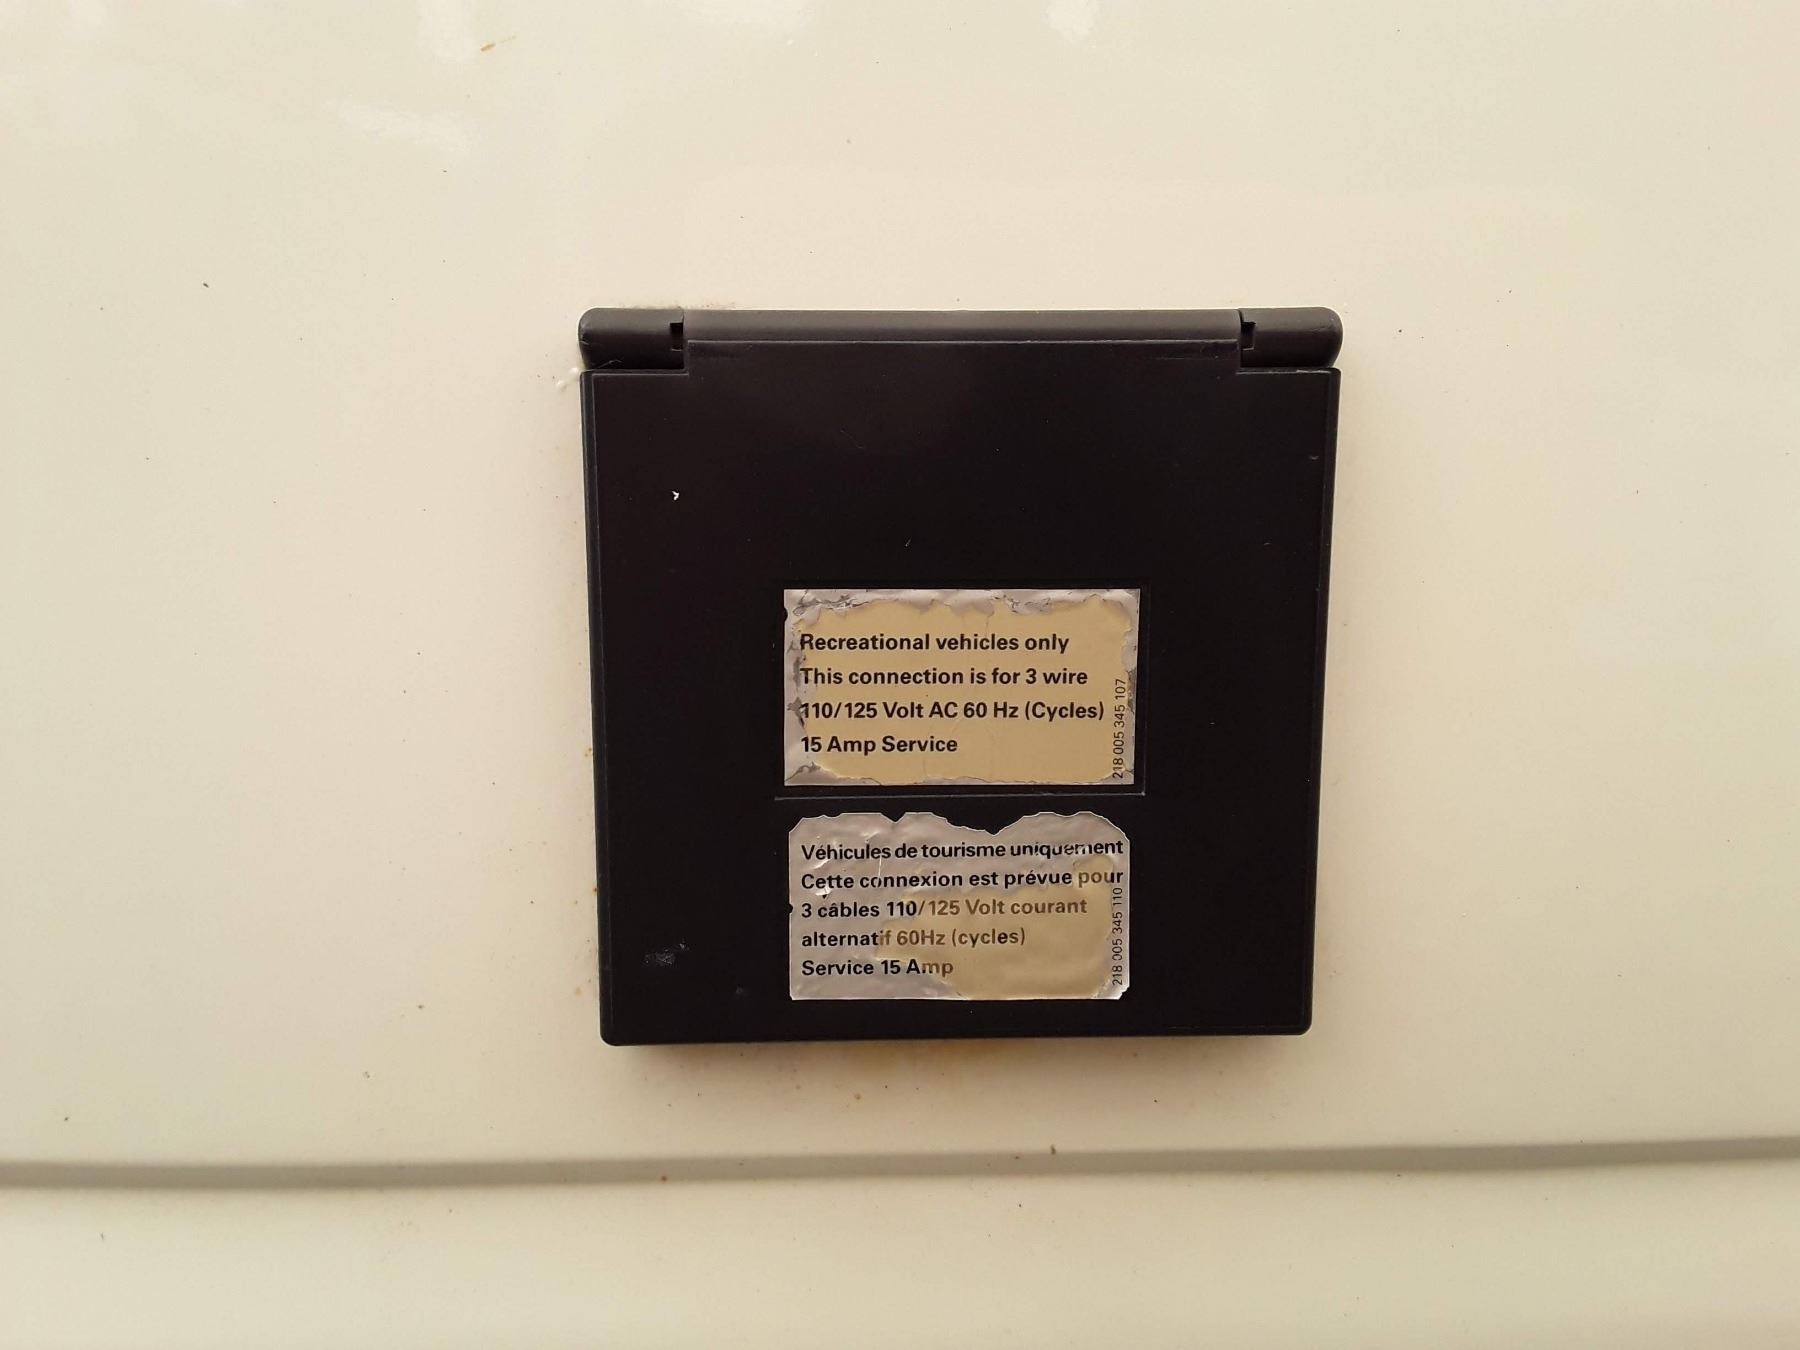 Recreational vehicles only
This connection is for 3 wire
110/125 Volt AC 60 Hz (Cycles)
15 Amp Service
218 005 345 107
Véhicules de tourisme uniquement
Cette connexion est prévue pour
3 câbles 110/125 Volt courant
alternatif 60Hz (cycles)
Service 15 Amp
218 005 345 110